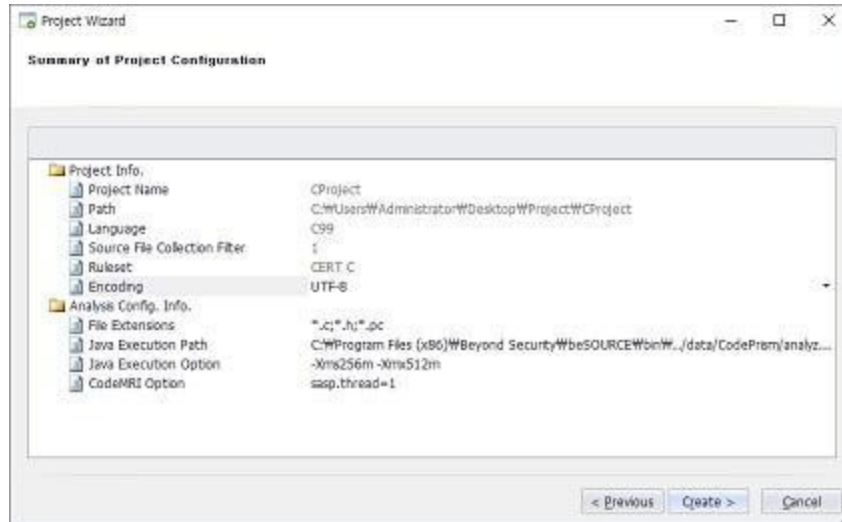 Project Wizard
Summary of Project Configuration
Project Info.
Project Name CProject
Path C:₩Users₩Administrator₩Desktop₩Project₩CProject
Language C99
Source File Collection Filter 1
Ruleset CERT C
Encoding UTF-8
Analysis Config. Info.
File Extensions *.c;*.h;*.pc
Java Execution Path C:₩Program Files (x86)₩Beyond Security₩beSOURCE₩bin₩../data/CodePrism/analyz...
Java Execution Option -Xms256m -Xmx512m
CodeMRI Option sasp.thread=1
< Previous Create > Cancel